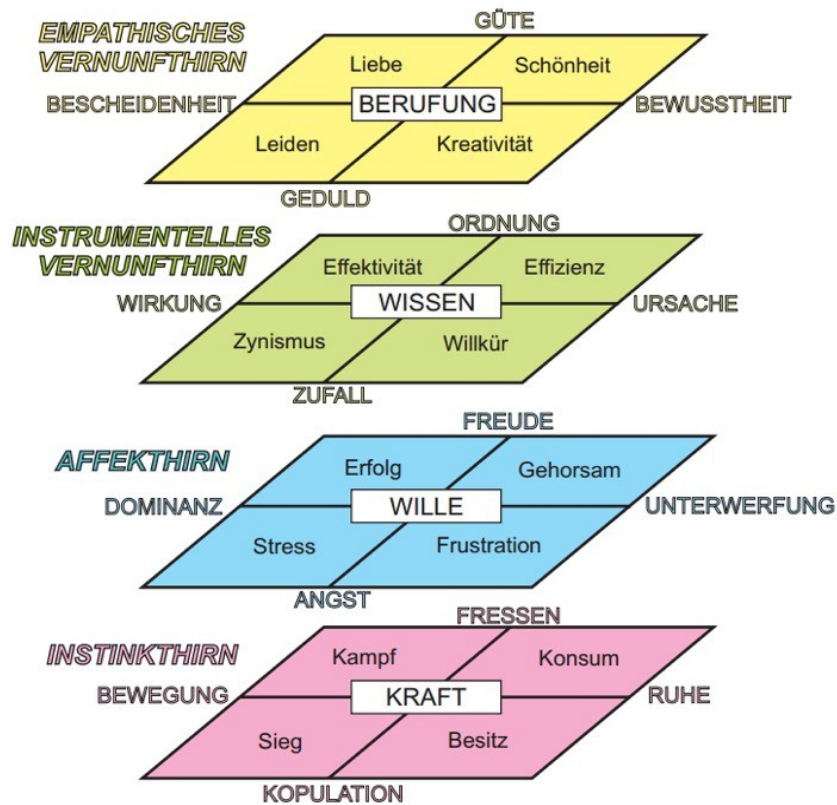 GÜTE
EMPATHISCHES
VERNUNFTHIRN
Liebe
Schönheit
BESCHEIDENHEIT
BERUFUNG
BEWUSSTHEIT
Leiden
Kreativität
GEDULD
ORDNUNG
INSTRUMENTELLES
VERNUNFTHIRN
Effektivität
Effizienz
WIRKUNG
WISSEN
URSACHE
Zynismus
Willkür
ZUFALL
FREUDE
AFFEKTHIRN
Erfolg
Gehorsam
DOMINANZ
WILLE
UNTERWERFUNG
Stress
Frustration
ANGST
FRESSEN
INSTINKTHIRN
Kampf
Konsum
BEWEGUNG
KRAFT
RUHE
Sieg
Besitz
KOPULATION